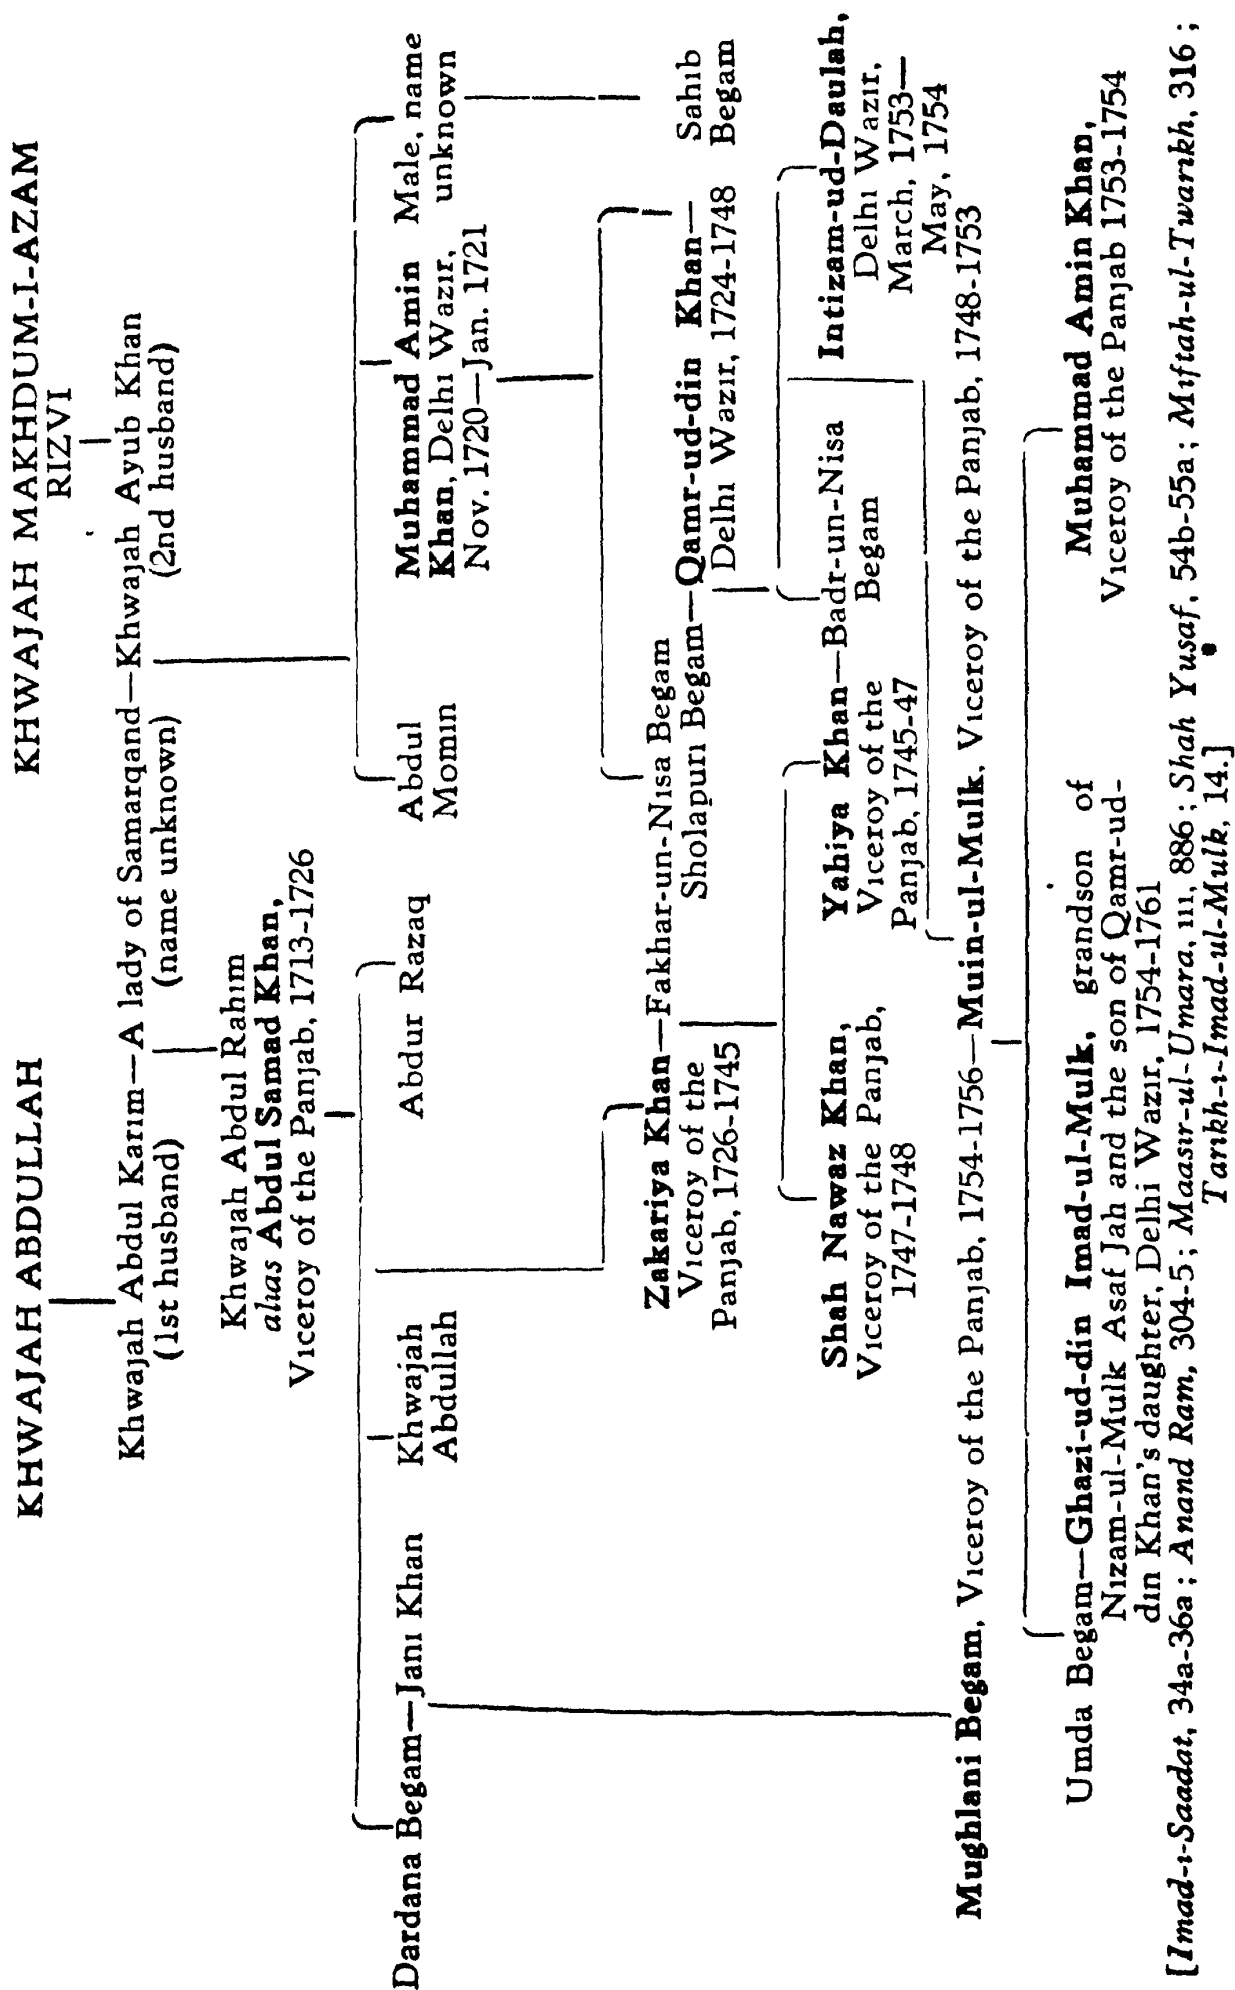 KHWAJAH ABDULLAH
KHWAJAH MAKHDUM-I-AZAM
RIZVI
Khwajah Abdul Karim—A lady of Samarqand—Khwajah Ayub Khan
(1st husband)
(name unknown)
(2nd husband)
Khwajah Abdul Rahim
alias Abdul Samad Khan,
Viceroy of the Panjab, 1713-1726
Dardana Begam—Jani Khan
Khwajah
Abdullah
Abdur Razaq
Abdul
Momin
Muhammad Amin
Khan, Delhi Wazir,
Nov. 1720—Jan. 1721
Male, name
unknown
Zakariya Khan—Fakhar-un-Nisa Begam
Viceroy of the
Panjab, 1726-1745
Sholapuri Begam—Qamr-ud-din Khan—
Delhi Wazir, 1724-1748
Sahib
Begam
Shah Nawaz Khan,
Viceroy of the Panjab,
1747-1748
Yahiya Khan—Badr-un-Nisa
Viceroy of the
Panjab, 1745-47
Begam
Intizam-ud-Daulah,
Delhi Wazir,
March, 1753—
May, 1754
Mughlani Begam, Viceroy of the Panjab, 1754-1756—Muin-ul-Mulk, Viceroy of the Panjab, 1748-1753
Umda Begam—Ghazi-ud-din Imad-ul-Mulk, grandson of
Nizam-ul-Mulk Asaf Jah and the son of Qamr-ud-
din Khan's daughter, Delhi Wazir, 1754-1761
Muhammad Amin Khan,
Viceroy of the Panjab 1753-1754
[Imad-i-Saadat, 34a-36a; Anand Ram, 304-5; Maasir-ul-Umara, iii, 886; Shah Yusaf, 54b-55a; Miftah-ul-Twarikh, 316;
Tarikh-i-Imad-ul-Mulk, 14.]